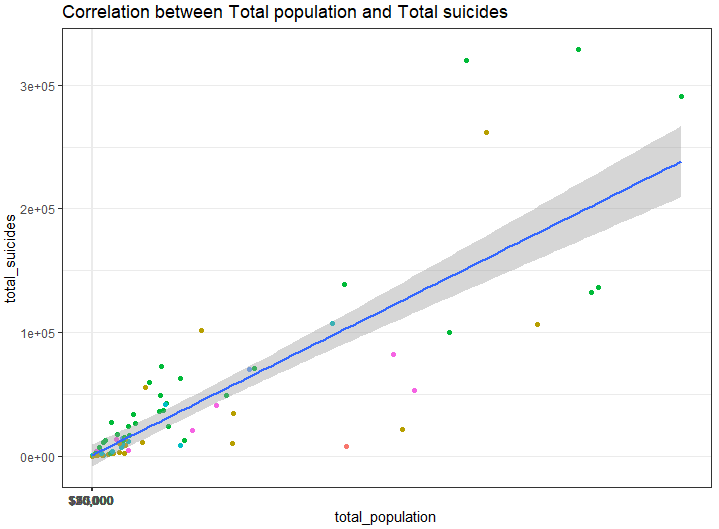 Correlation between Total population and Total suicides
3e+05
2e+05
total_suicides
1e+05
0e+00
total_population